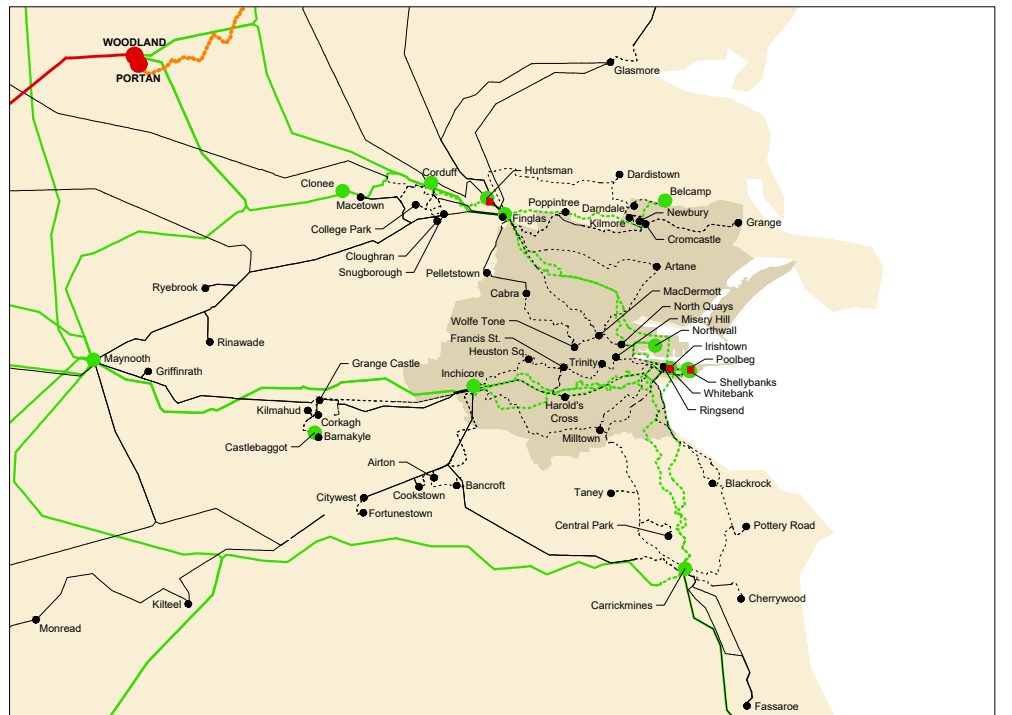 WOODLAND
PORTAN
Glasmore
Corduff
Huntsman
Dardistown
Clonee
Belcamp
Macetown
Poppintree
Darndale
Newbury
College Park
Finglas
Kilmore
Grange
Cromcastle
Cloughran
Snugborough
Pelletstown
Artane
Ryebrook
Cabra
MacDermott
North Quays
Wolfe Tone
Misery Hill
Northwall
Rinawade
Francis St.
Irishtown
Heuston Sq.
Maynooth
Trinity
Poolbeg
Grange Castle
Griffinrath
Inchicore
Shellybanks
Whitebank
Kilmahud
Harold's
Cross
Ringsend
Corkagh
Castlebaggot
Barnakyle
Milltown
Airton
Citywest
Cookstown
Bancroft
Blackrock
Taney
Fortunestown
Central Park
Pottery Road
Kilteel
Carrickmines
Cherrywood
Monread
Fassaroe